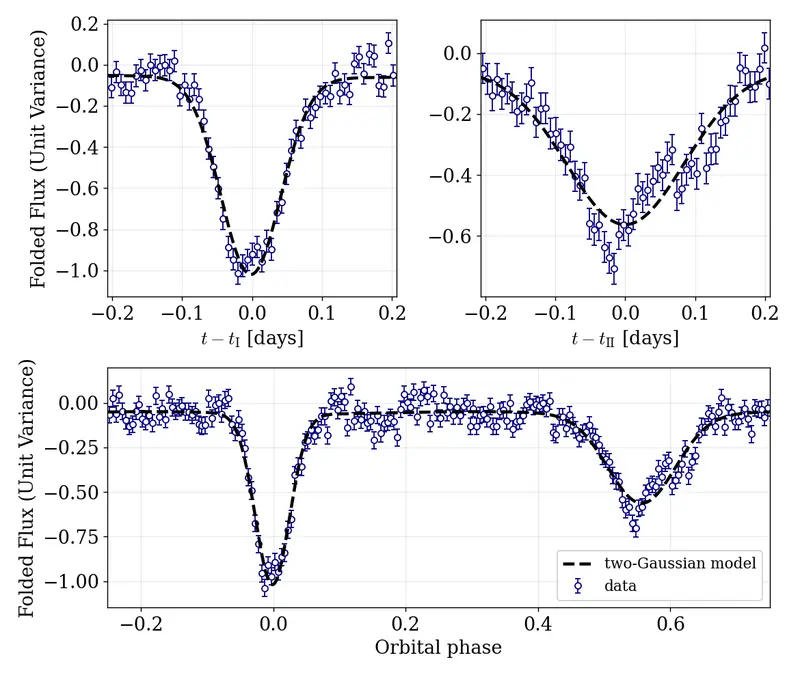 Folded Flux (Unit Variance)
0.2
0.0
−0.2
−0.4
−0.6
−0.8
−1.0
−0.2 −0.1 0.0 0.1 0.2
t − tI [days]
0.0
−0.2
−0.4
−0.6
−0.2 −0.1 0.0 0.1 0.2
t − tII [days]
Folded Flux (Unit Variance)
0.00
−0.25
−0.50
−0.75
−1.00
two-Gaussian model
data
−0.2 0.0 0.2 0.4 0.6
Orbital phase